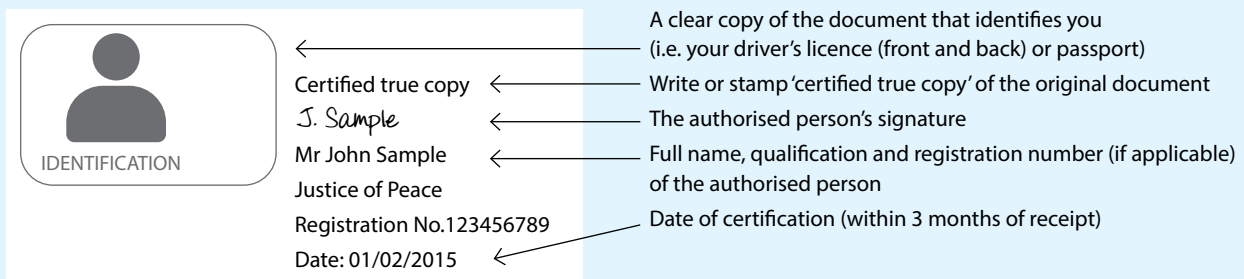 IDENTIFICATION
Certified true copy
J. Sample
Mr John Sample
Justice of Peace
Registration No.123456789
Date: 01/02/2015
A clear copy of the document that identifies you
(i.e. your driver’s licence (front and back) or passport)
Write or stamp ‘certified true copy’ of the original document
The authorised person’s signature
Full name, qualification and registration number (if applicable)
of the authorised person
Date of certification (within 3 months of receipt)